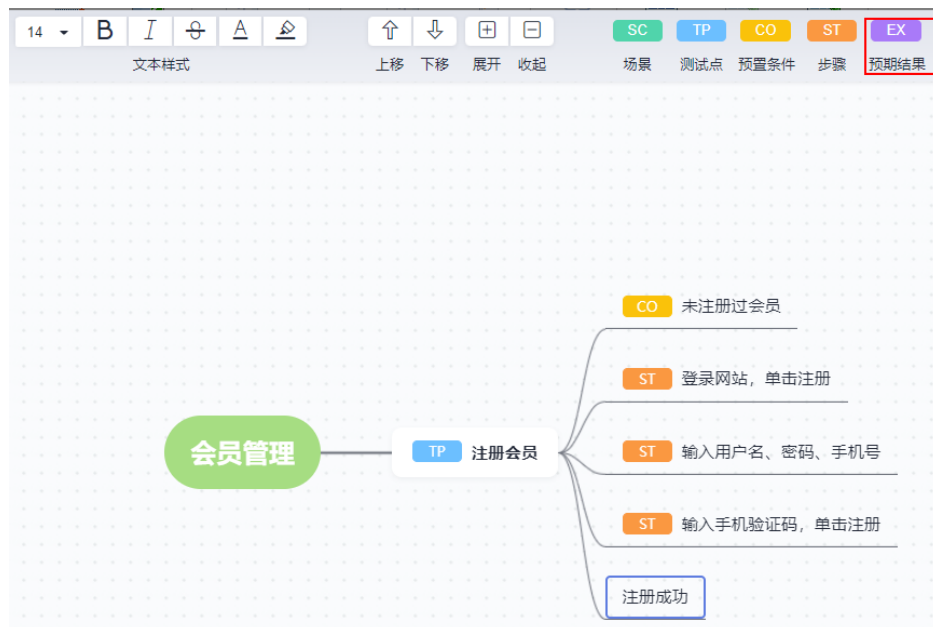 14 B I S A
SC TP CO ST EX
文本样式 上移 下移 展开 收起 场景 测试点 预置条件 步骤 预期结果
CO 未注册过会员
ST 登录网站，单击注册
会员管理
TP 注册会员
ST 输入用户名、密码、手机号
ST 输入手机验证码，单击注册
注册成功